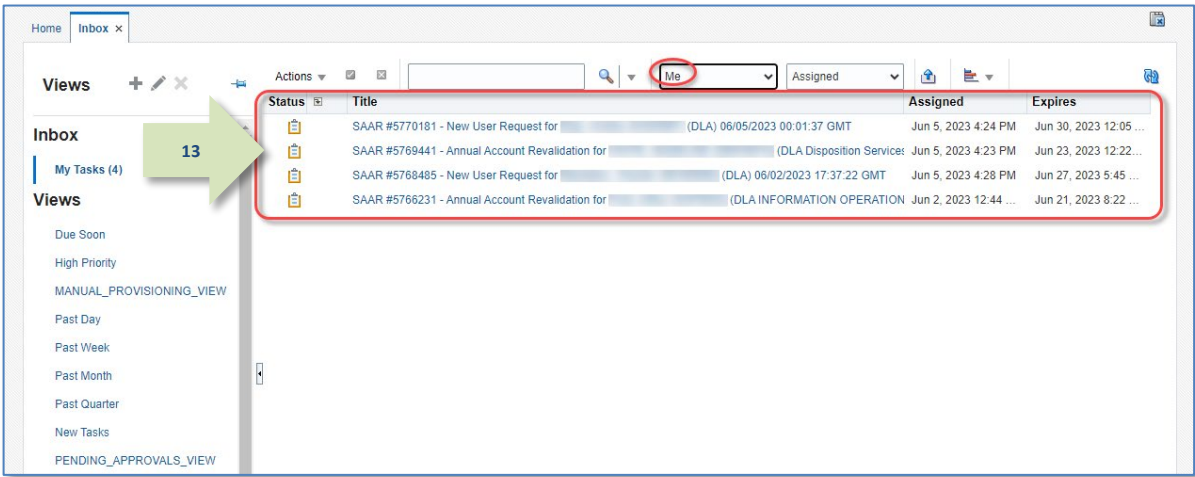 Home Inbox ×
Views Actions Me Assigned
Status Title Assigned Expires
SAAR #5770181 - New User Request for (DLA) 06/05/2023 00:01:37 GMT Jun 5, 2023 4:24 PM Jun 30, 2023 12:05 ...
Inbox
13
SAAR #5769441 - Annual Account Revalidation for (DLA Disposition Services Jun 5, 2023 4:23 PM Jun 23, 2023 12:22...
My Tasks (4)
SAAR #5768485 - New User Request for (DLA) 06/02/2023 17:37:22 GMT Jun 5, 2023 4:28 PM Jun 27, 2023 5:45 ...
Views
SAAR #5766231 - Annual Account Revalidation for (DLA INFORMATION OPERATION Jun 2, 2023 12:44 ... Jun 21, 2023 8:22 ...
Due Soon
High Priority
MANUAL_PROVISIONING_VIEW
Past Day
Past Week
Past Month
Past Quarter
New Tasks
PENDING_APPROVALS_VIEW